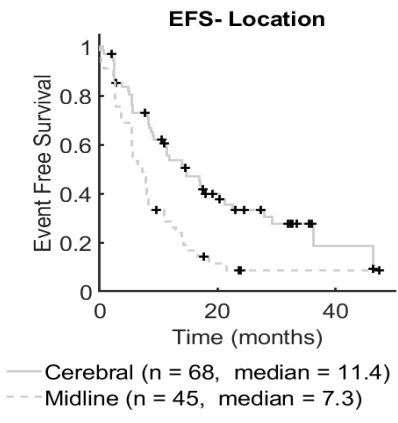 EFS- Location
Event Free Survival
1
0.8
0.6
0.4
0.2
0
0 20 40
Time (months)
Cerebral (n = 68, median = 11.4)
Midline (n = 45, median = 7.3)